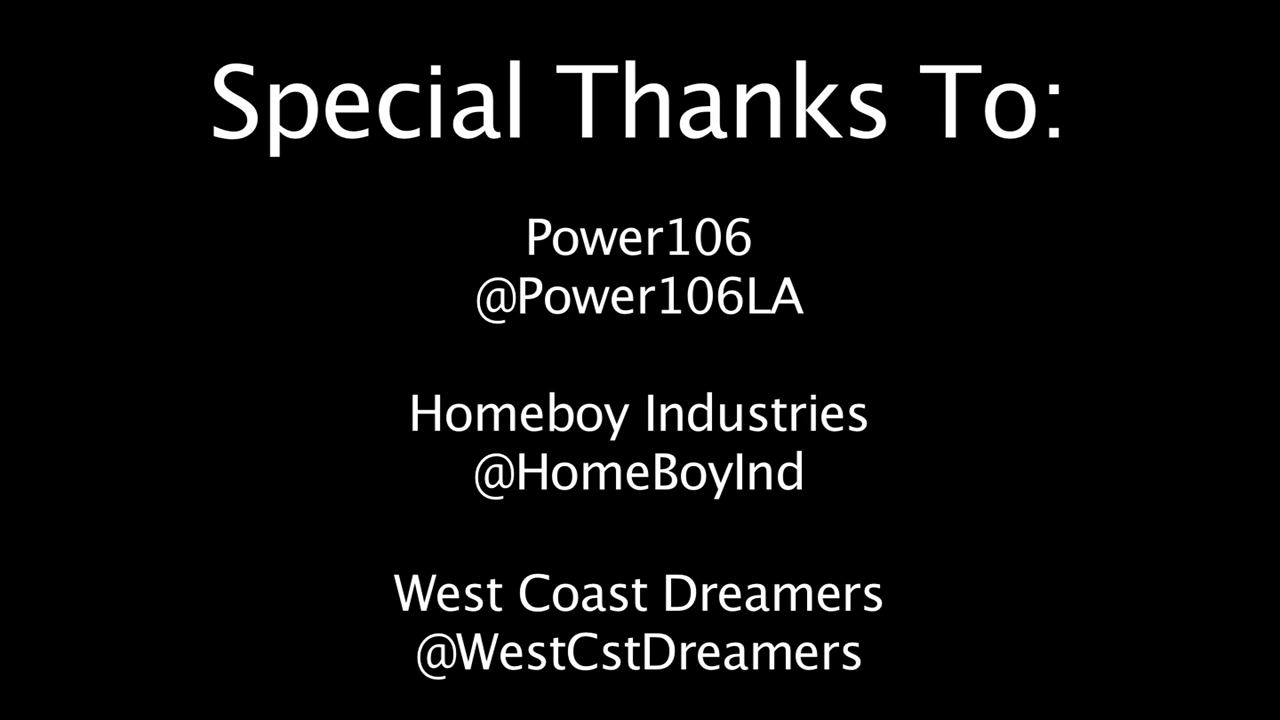 Special Thanks To:
Power106
@Power106LA
Homeboy Industries
@HomeBoyInd
West Coast Dreamers
@WestCstDreamers